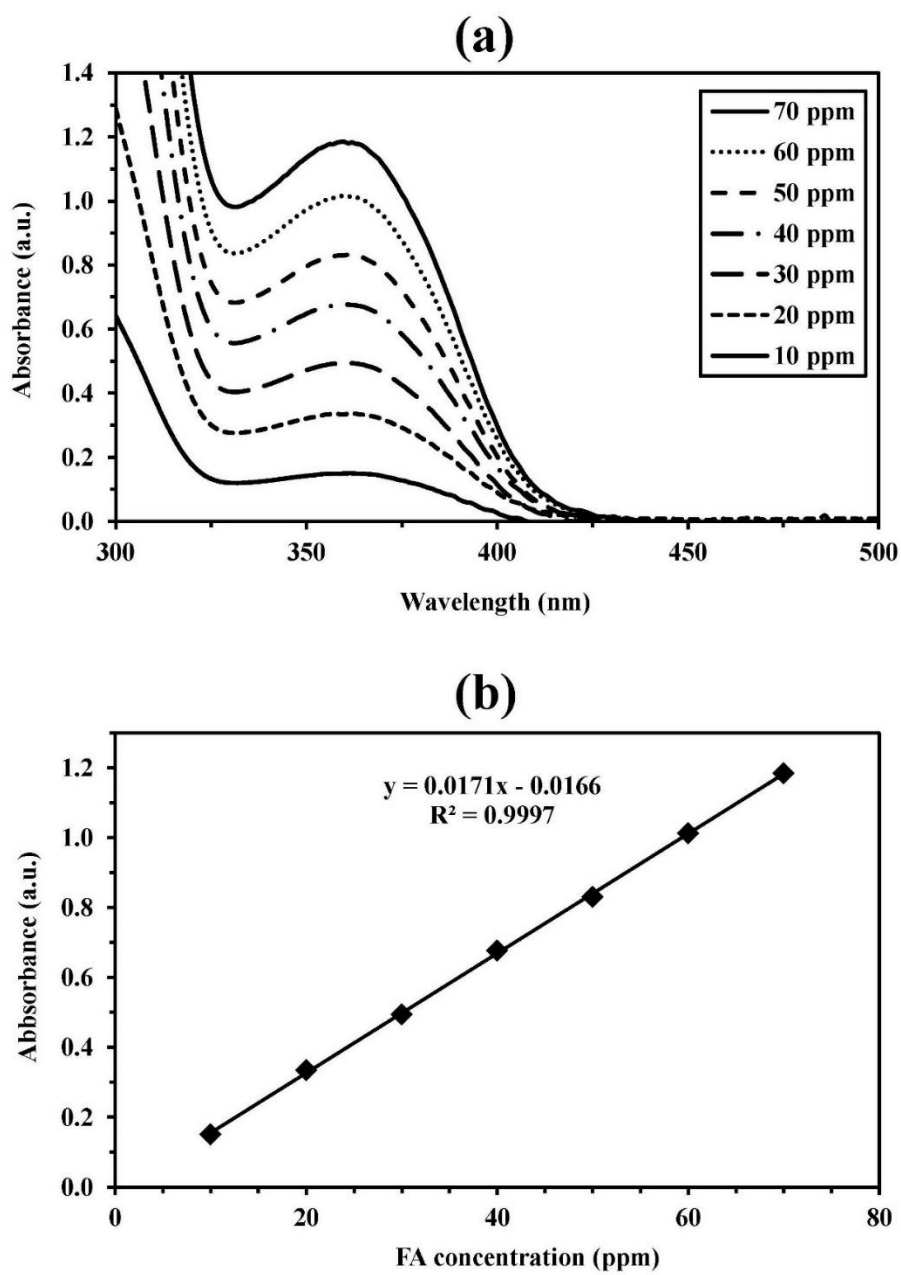 (a)
1.4
1.2
1.0
0.8
0.6
0.4
0.2
0.0
Absorbance (a.u.)
70 ppm
60 ppm
50 ppm
40 ppm
30 ppm
20 ppm
10 ppm
300 350 400 450 500
Wavelength (nm)
(b)
1.2
1.0
0.8
0.6
0.4
0.2
0.0
Abbsorbance (a.u.)
y = 0.0171x - 0.0166
R² = 0.9997
0 20 40 60 80
FA concentration (ppm)